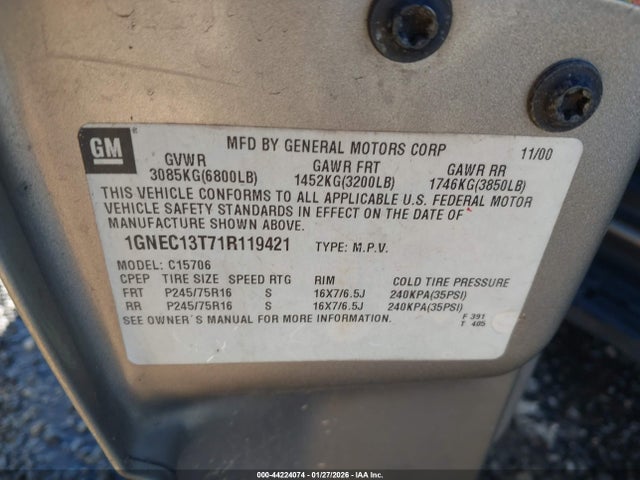 GM
MFD BY GENERAL MOTORS CORP 11/00
GVWR GAWR FRT GAWR RR
3085KG(6800LB) 1452KG(3200LB) 1746KG(3850LB)
THIS VEHICLE CONFORMS TO ALL APPLICABLE U.S. FEDERAL MOTOR
VEHICLE SAFETY STANDARDS IN EFFECT ON THE DATE OF
MANUFACTURE SHOWN ABOVE.
1GNEC13T71R119421 TYPE: M.P.V.
MODEL: C15706
CPEP TIRE SIZE SPEED RTG RIM COLD TIRE PRESSURE
FRT P245/75R16 S 16X7/6.5J 240KPA(35PSI)
RR P245/75R16 S 16X7/6.5J 240KPA(35PSI)
SEE OWNER'S MANUAL FOR MORE INFORMATION. F 391
T 405
000-44224074 | 01/27/2026 | © Copyright IAA, Inc.